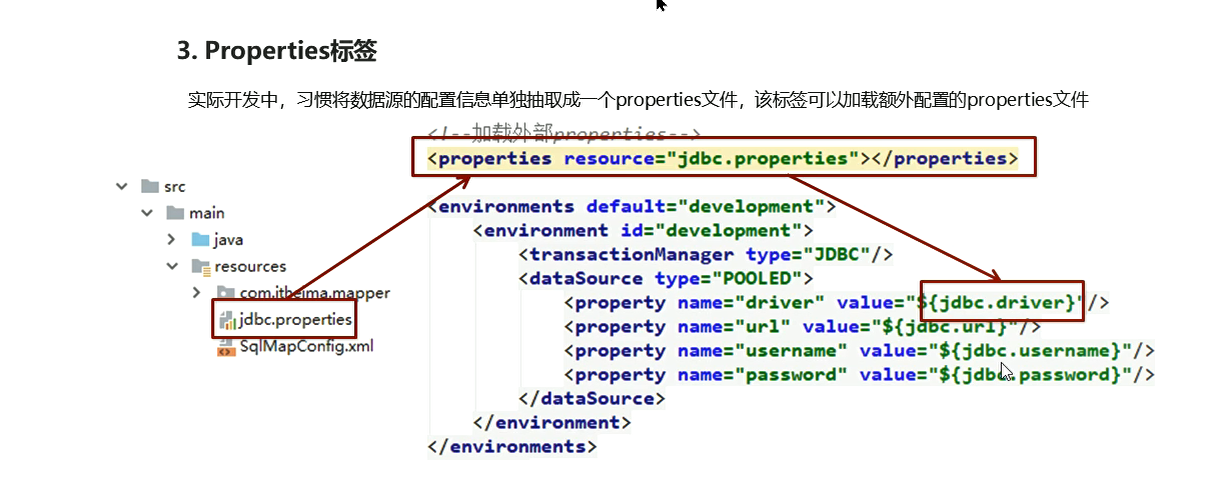 3. Properties标签
实际开发中，习惯将数据源的配置信息单独抽取成一个properties文件，该标签可以加载额外配置的properties文件
<!--加载外部properties-->
<properties resource="jdbc.properties"></properties>
src
main
java
resources
com.itheima.mapper
jdbc.properties
SqlMapConfig.xml
<environments default="development">
<environment id="development">
<transactionManager type="JDBC"/>
<dataSource type="POOLED">
<property name="driver" value="${jdbc.driver}"/>
<property name="url" value="${jdbc.url}"/>
<property name="username" value="${jdbc.username}"/>
<property name="password" value="${jdbc.password}"/>
</dataSource>
</environment>
</environments>